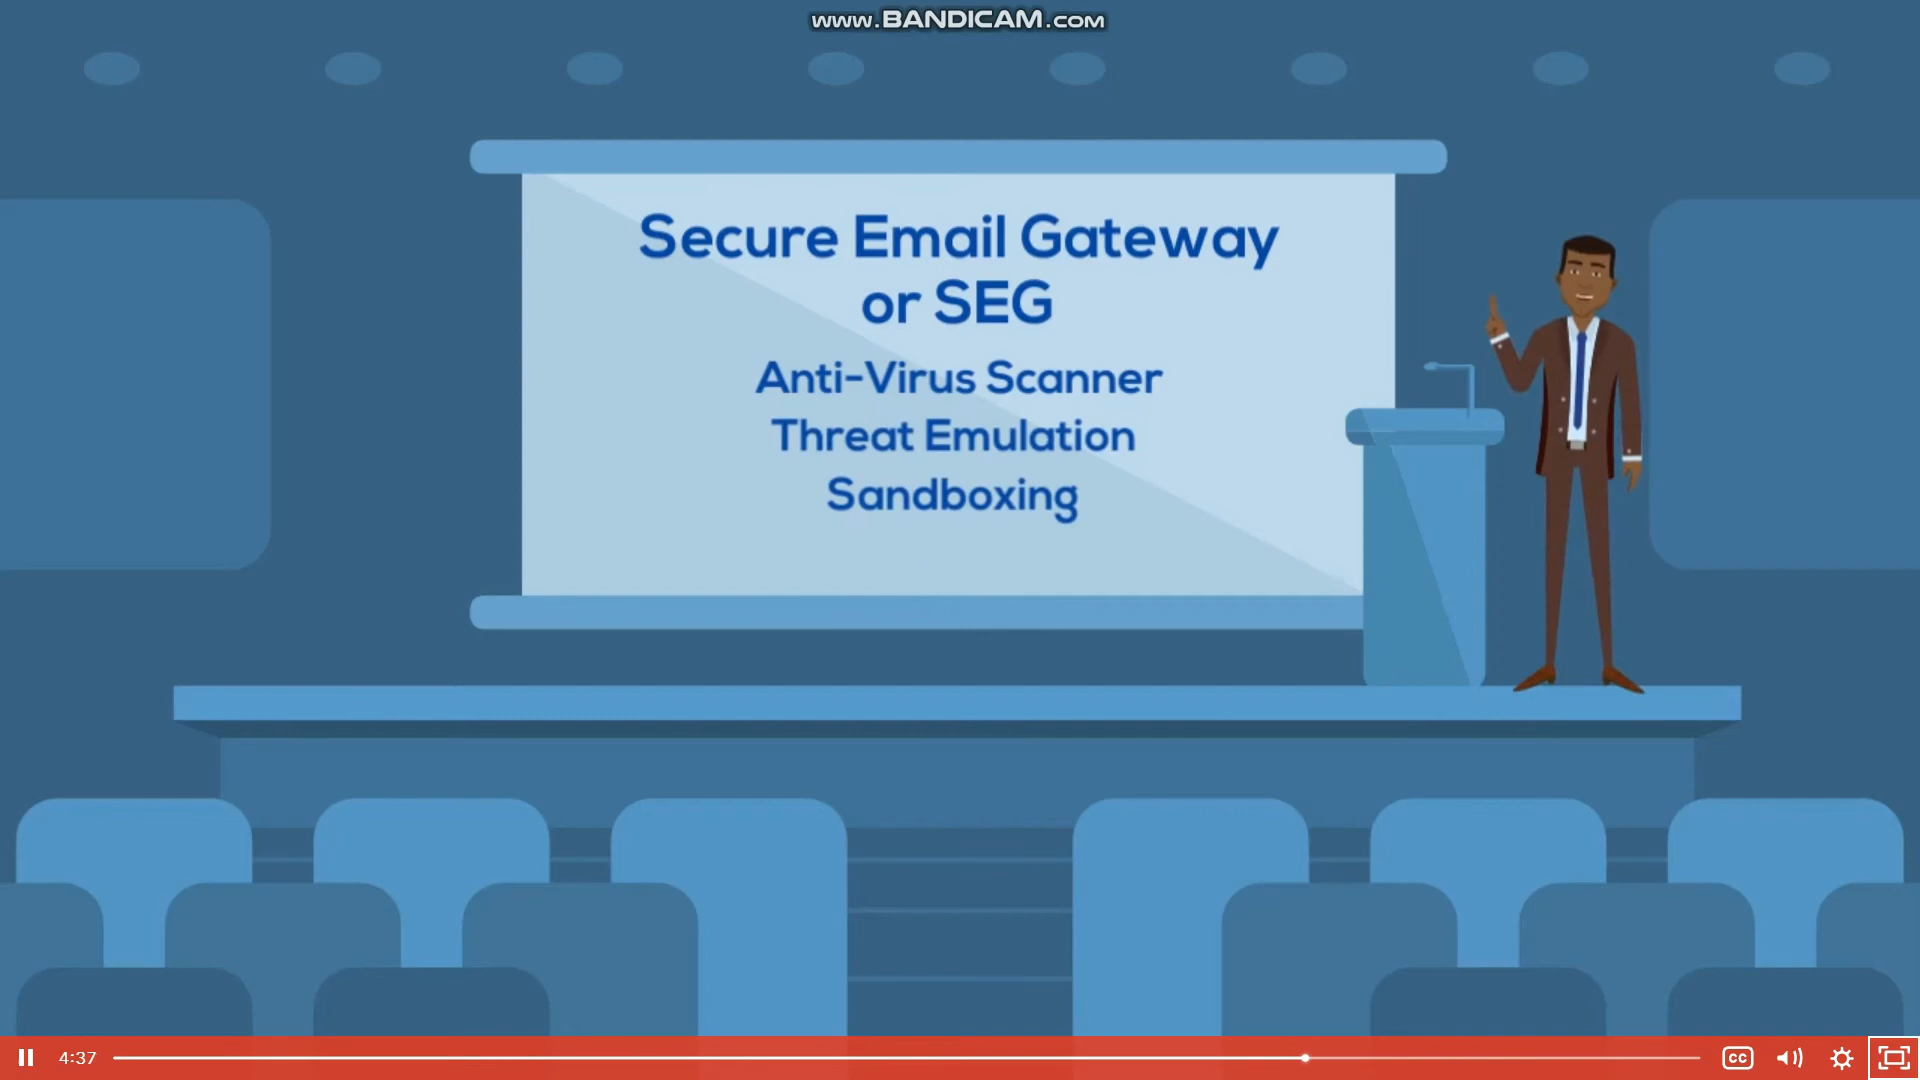 www.BANDICAM.com
Secure Email Gateway
or SEG
Anti-Virus Scanner
Threat Emulation
Sandboxing
4:37
CC